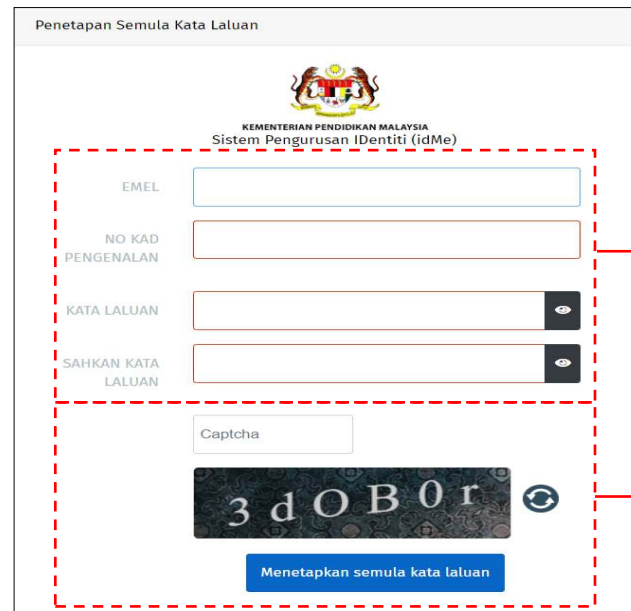 Penetapan Semula Kata Laluan
KEMENTERIAN PENDIDIKAN MALAYSIA
Sistem Pengurusan IDentiti (idMe)
EMEL
NO KAD
PENGENALAN
KATA LALUAN
SAHKAN KATA
LALUAN
Captcha
3dOB0r
Menetapkan semula kata laluan